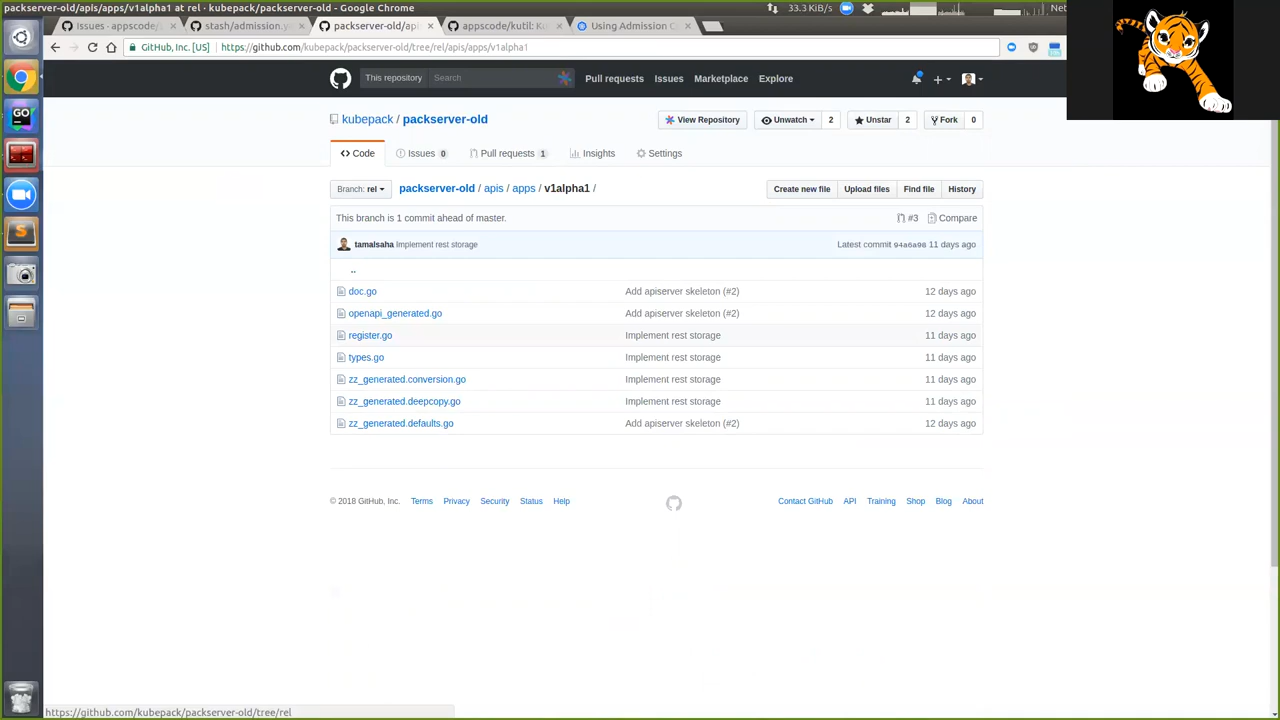 packserver-old/apis/apps/v1alpha1 at rel · kubepack/packserver-old - Google Chrome
33.3 KiB/s
Net
Issues · appscode/
stash/admission.y
packserver-old/api
appscode/kutil: Ku
Using Admission C
GitHub, Inc. [US]
https://github.com/kubepack/packserver-old/tree/rel/apis/apps/v1alpha1
This repository
Search
Pull requests
Issues
Marketplace
Explore
kubepack / packserver-old
View Repository
Unwatch
2
Unstar
2
Fork
0
Code
Issues 0
Pull requests 1
Insights
Settings
Branch: rel
packserver-old / apis / apps / v1alpha1 /
Create new file
Upload files
Find file
History
This branch is 1 commit ahead of master.
#3
Compare
tamalsaha Implement rest storage
Latest commit 94a6a98 11 days ago
..
doc.go Add apiserver skeleton (#2) 12 days ago
openapi_generated.go Add apiserver skeleton (#2) 12 days ago
register.go Implement rest storage 11 days ago
types.go Implement rest storage 11 days ago
zz_generated.conversion.go Implement rest storage 11 days ago
zz_generated.deepcopy.go Implement rest storage 11 days ago
zz_generated.defaults.go Add apiserver skeleton (#2) 12 days ago
© 2018 GitHub, Inc.
Terms
Privacy
Security
Status
Help
Contact GitHub
API
Training
Shop
Blog
About
https://github.com/kubepack/packserver-old/tree/rel